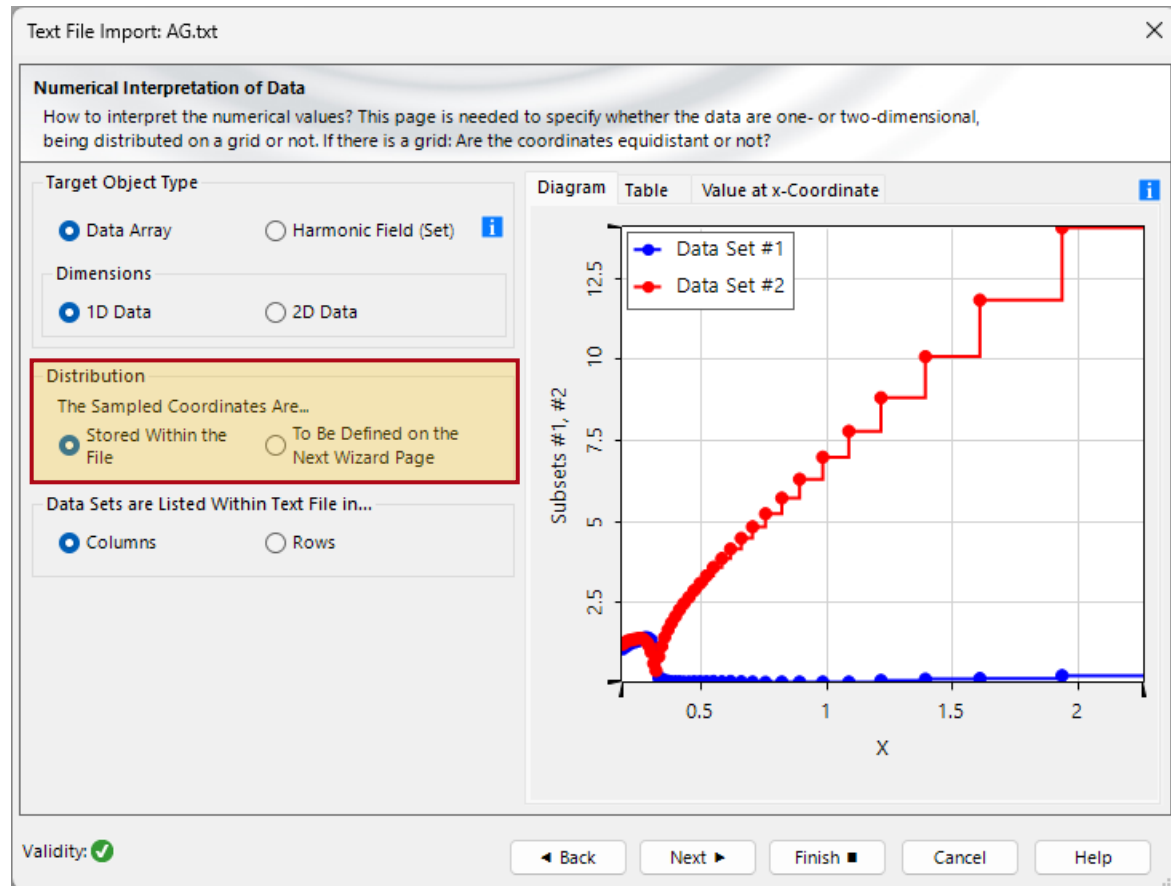 Text File Import: AG.txt
Numerical Interpretation of Data
How to interpret the numerical values? This page is needed to specify whether the data are one- or two-dimensional,
being distributed on a grid or not. If there is a grid: Are the coordinates equidistant or not?
Target Object Type
Data Array
Harmonic Field (Set)
Dimensions
1D Data
2D Data
Distribution
The Sampled Coordinates Are...
Stored Within the
File
To Be Defined on the
Next Wizard Page
Data Sets are Listed Within Text File in...
Columns
Rows
Diagram
Table
Value at x-Coordinate
Data Set #1
Data Set #2
Subsets #1, #2
12.5
10
7.5
5
2.5
0.5
1
1.5
2
X
Validity:
Back
Next
Finish
Cancel
Help